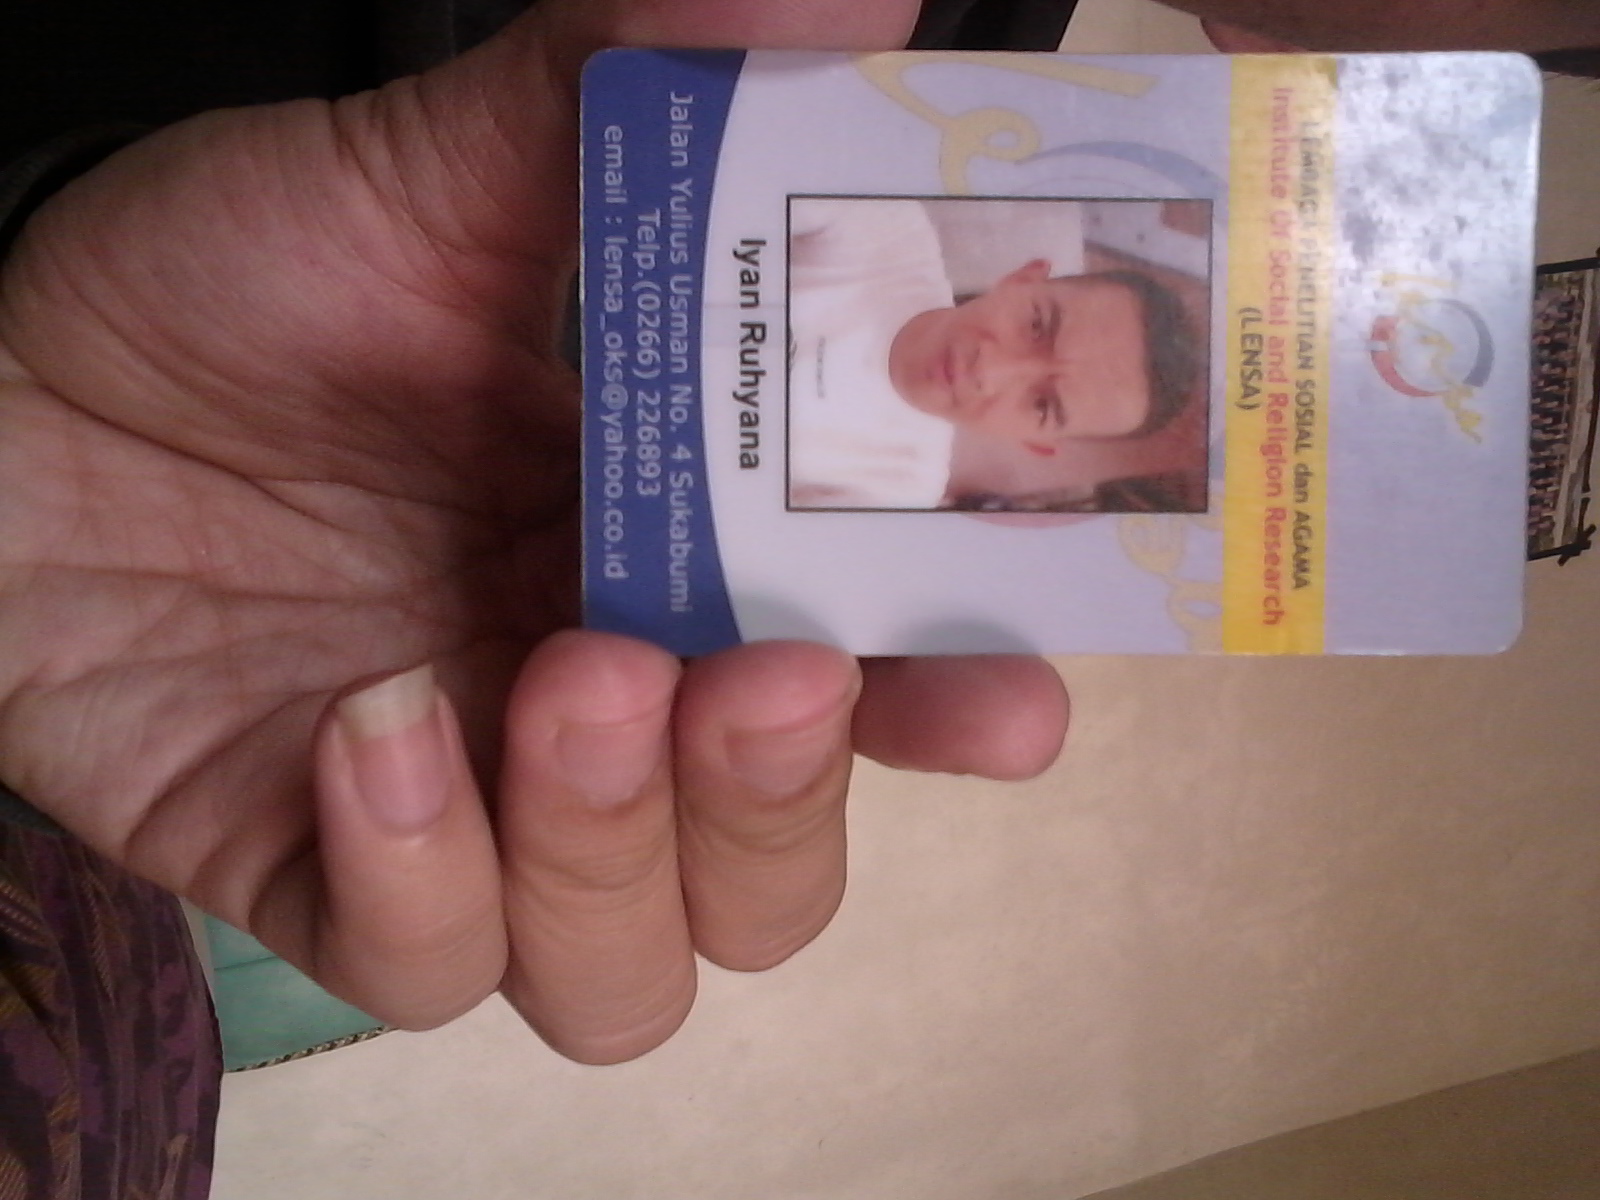 lensa
LEMBAGA PENELITIAN SOSIAL dan AGAMA
Institute Of Social and Religion Research
(LENSA)
Iyan Ruhyana
Jalan Yulius Usman No. 4 Sukabumi
Telp.(0266) 226893
email : lensa_oks@yahoo.co.id